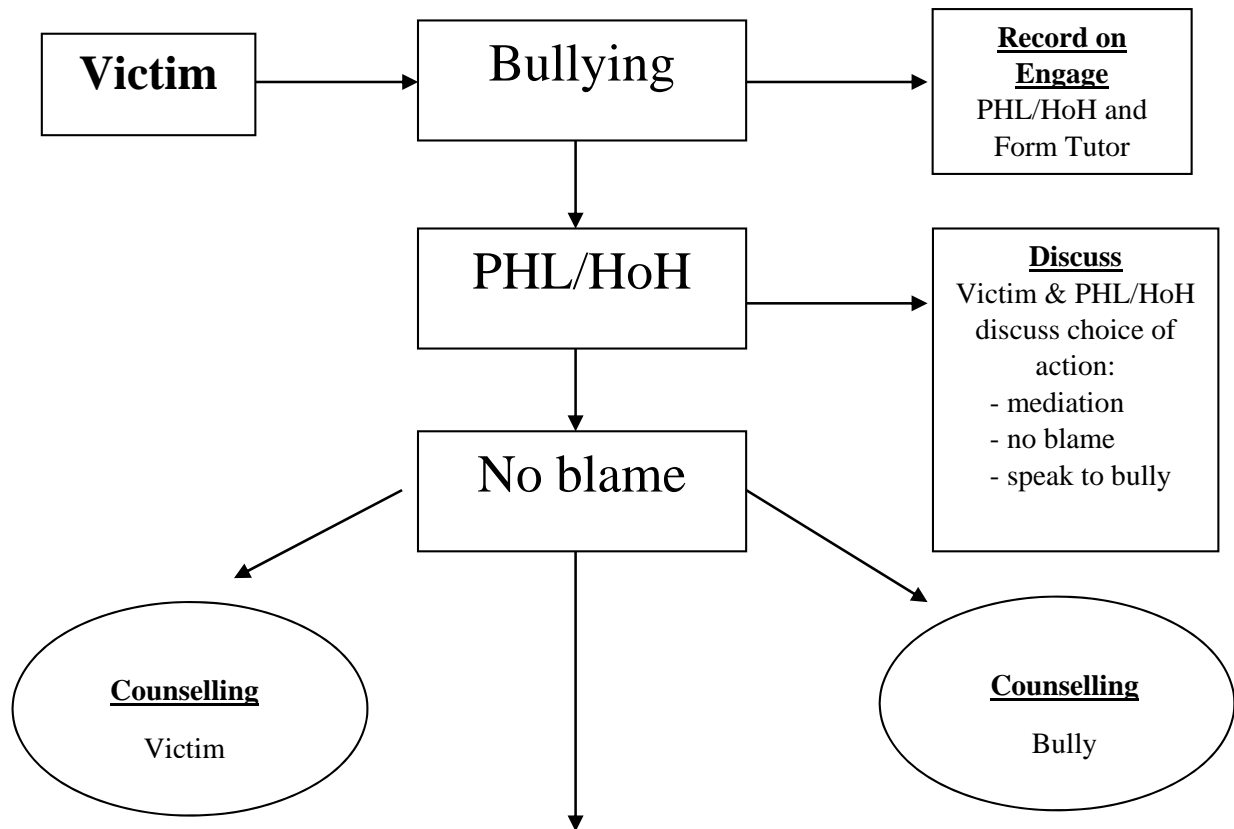 Victim
Bullying
Record on
Engage
PHL/HoH and
Form Tutor
PHL/HoH
Discuss
Victim & PHL/HoH
discuss choice of
action:
- mediation
- no blame
- speak to bully
No blame
Counselling
Victim
Counselling
Bully